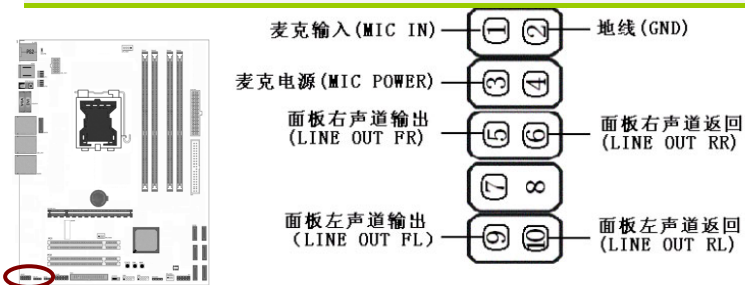 麦克输入(MIC IN)
1 2
地线(GND)
麦克电源(MIC POWER)
3 4
面板右声道输出
(LINE OUT FR)
5 6
面板右声道返回
(LINE OUT RR)
7 8
面板左声道输出
(LINE OUT FL)
9 10
面板左声道返回
(LINE OUT RL)